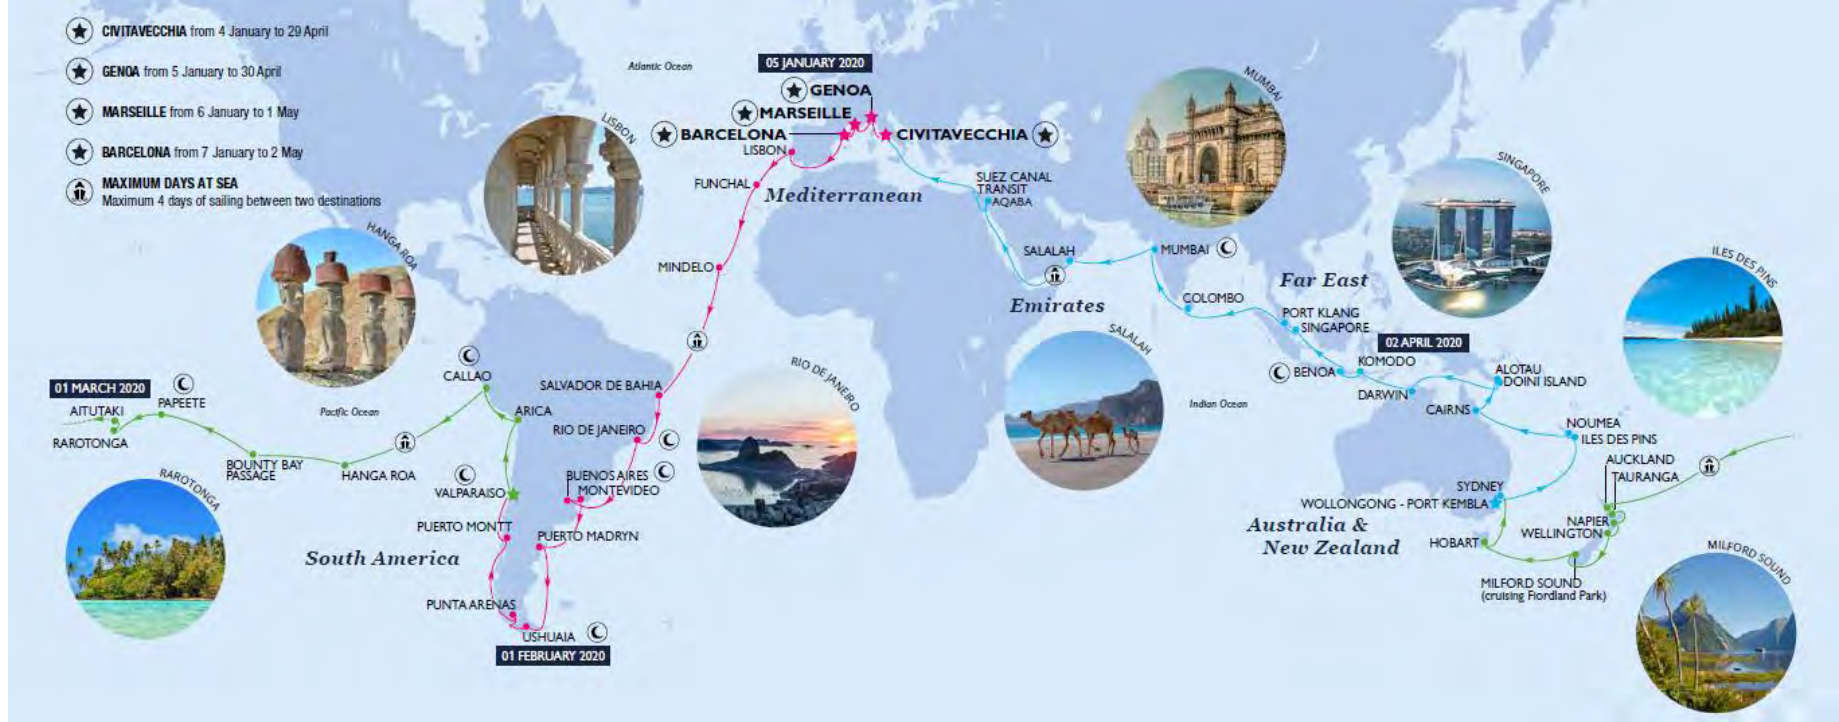 CIVITAVECCHIA from 4 January to 29 April
GENOA from 5 January to 30 April
MARSEILLE from 6 January to 1 May
BARCELONA from 7 January to 2 May
MAXIMUM DAYS AT SEA
Maximum 4 days of sailing between two destinations
Atlantic Ocean
05 JANUARY 2020
GENOA
MARSEILLE
BARCELONA
CIVITAVECCHIA
LISBON
LISBON
FUNCHAL
Mediterranean
SUEZ CANAL
TRANSIT
AQABA
MUMBAI
SINGAPORE
HANGA ROA
MINDELO
SALALAH
MUMBAI
Emirates
Far East
ILES DES PINS
COLOMBO
PORT KLANG
SINGAPORE
02 APRIL 2020
KOMODO
BENOA
DARWIN
ALOTAU
DOINI ISLAND
CAIRNS
SALALAH
Indian Ocean
RIO DE JANEIRO
01 MARCH 2020
AITUTAKI
PAPEETE
RAROTONGA
Pacific Ocean
CALLAO
ARICA
SALVADOR DE BAHIA
RIO DE JANEIRO
BOUNTY BAY
PASSAGE
HANGA ROA
VALPARAISO
BUENOS AIRES
MONTEVIDEO
PUERTO MONTT
PUERTO MADRYN
South America
PUNTA ARENAS
USHUAIA
01 FEBRUARY 2020
RAROTONGA
NOUMEA
ILES DES PINS
AUCKLAND
TAURANGA
SYDNEY
WOLLONGONG - PORT KEMBLA
Australia &
New Zealand
NAPIER
WELLINGTON
HOBART
MILFORD SOUND
(cruising Fiordland Park)
MILFORD SOUND